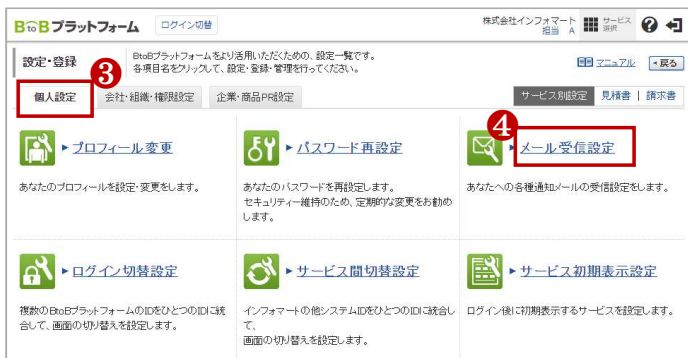 BtoBプラットフォーム ログイン切替 株式会社インフォマート サービス選択
担当 A
設定・登録 BtoBプラットフォームをより活用いただくための、設定一覧です。
各項目名をクリックして、設定・登録・管理を行ってください。
マニュアル 戻る
3
個人設定 会社・組織・権限設定 企業・商品PR設定 サービス別設定 見積書 | 請求書
4
プロフィール変更 パスワード再設定 メール受信設定
あなたのプロフィールを設定・変更をします。
あなたのパスワードを再設定します。
セキュリティー維持のため、定期的な変更をお勧め
します。
あなたへの各種通知メールの受信設定をします。
ログイン切替設定 サービス間切替設定 サービス初期表示設定
複数のBtoBプラットフォームのIDをひとつのIDに統
合して、画面の切り替えを設定します。
インフォマートの他システムIDをひとつのIDに統合し
て、
画面の切り替えを設定します。
ログイン後に初期表示するサービスを設定します。